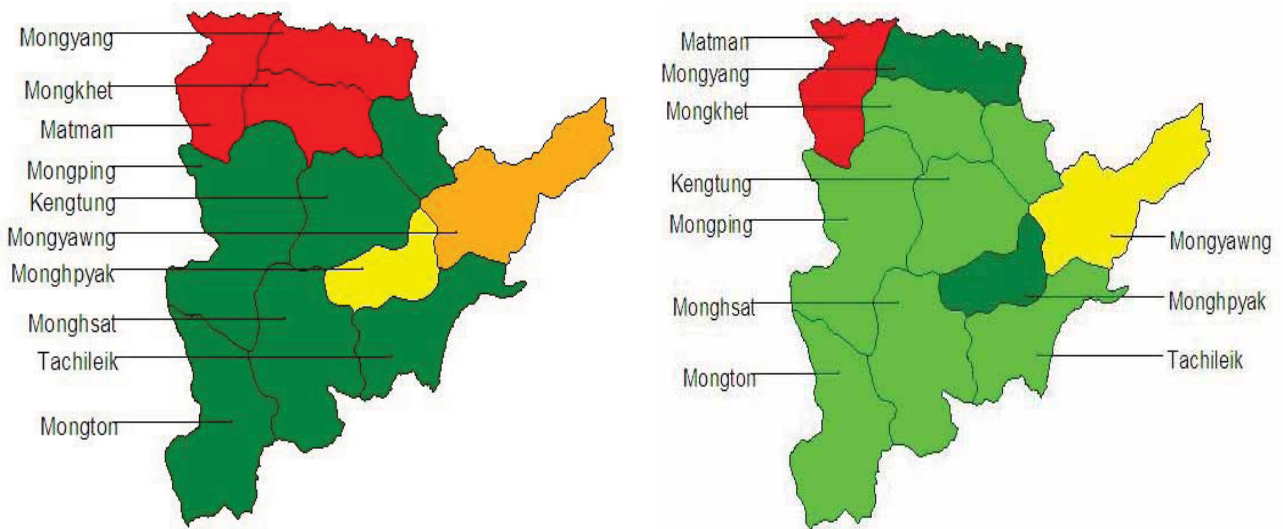 Mongyang
Mongkhet
Matman
Mongping
Kengtung
Mongyawng
Monghpyak
Monghsat
Tachileik
Mongton
Matman
Mongyang
Mongkhet
Kengtung
Mongping
Mongyawng
Monghsat
Monghpyak
Tachileik
Mongton